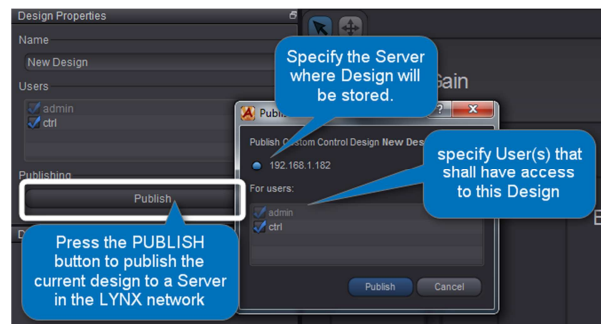 Design Properties
Name
New Design
Users
admin
ctrl
Publishing
Publish
Press the PUBLISH
button to publish the
current design to a Server
in the LYNX network
Specify the Server
where Design will
be stored.
Gain
Publish Custom Control Design New Des
192.168.1.182
For users:
admin
ctrl
Publish
Cancel
specify User(s) that
shall have access
to this Design